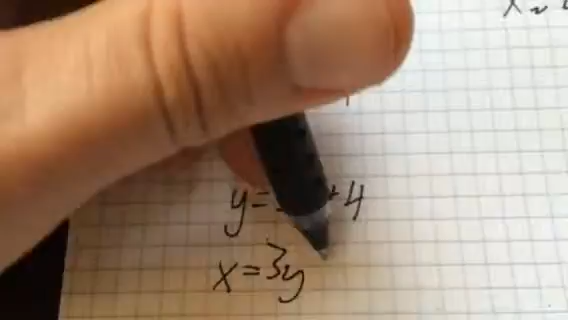 x
y= +4
x=3y